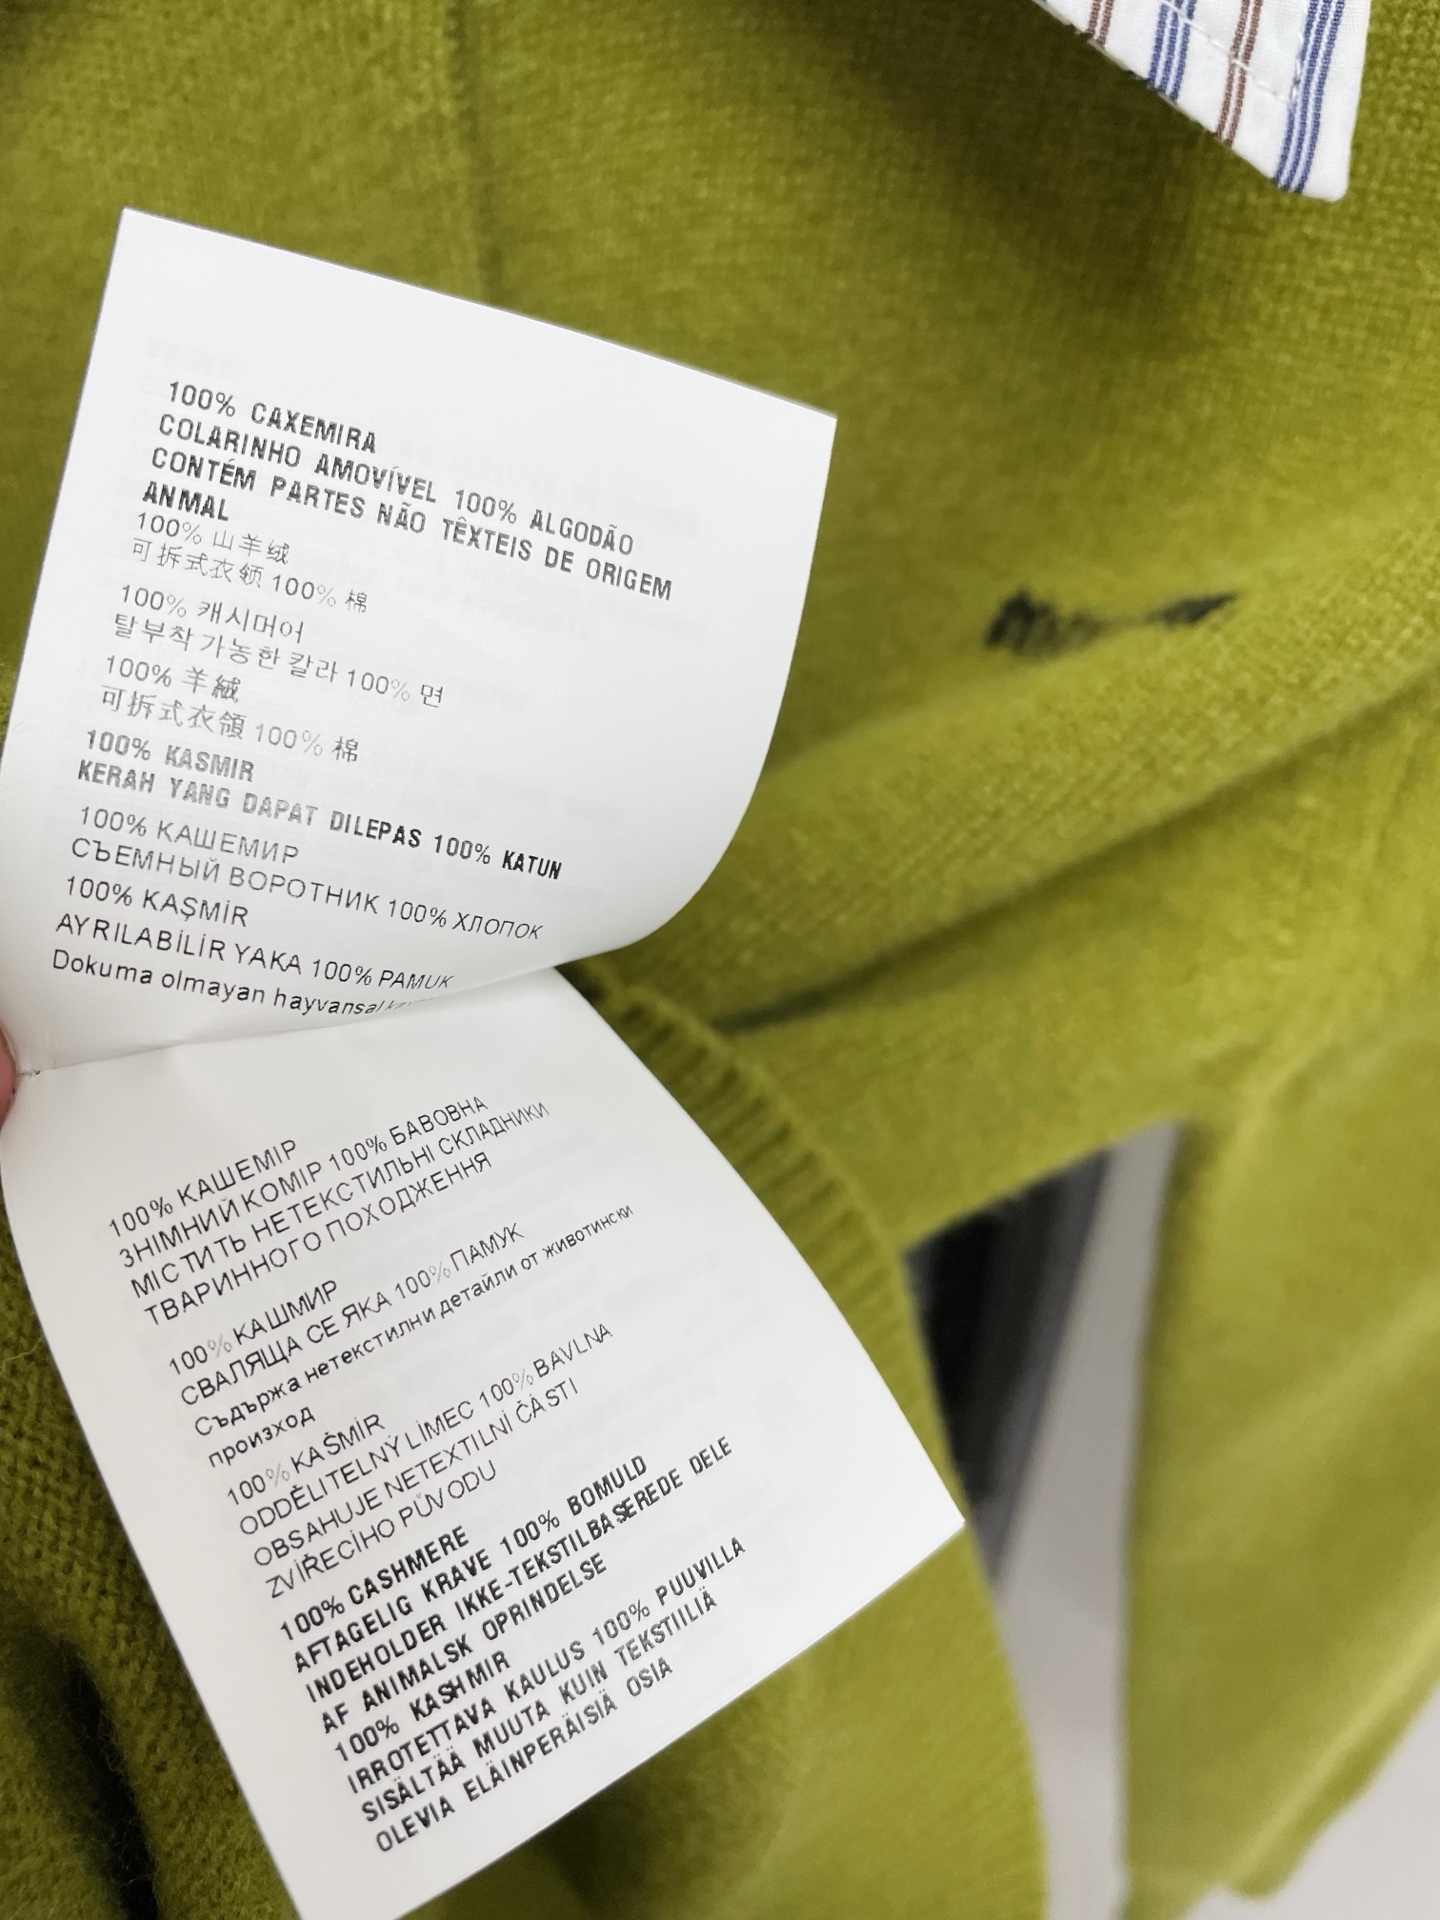 100% CAXEMIRA
COLARINHO AMOVÍVEL 100% ALGODÃO
CONTÉM PARTES NÃO TÊXTEIS DE ORIGEM
ANMAL
100% 山羊绒
可拆式衣领 100% 棉
100% 캐시머어
탈부착 가능한 칼라 100% 면
100% 羊絨
可拆式衣領 100% 棉
100% KASMIR
KERAH YANG DAPAT DILEPAS 100% KATUN
100% КАШЕМИР
СЪЕМНЫЙ ВОРОТНИК 100% ХЛОПОК
100% KAŞMİR
AYRILABİLİR YAKA 100% PAMUK
Dokuma olmayan hayvansal
100% КАШЕМІР
ЗНІМНИЙ КОМІР 100% БАВОВНА
МІСТИТЬ НЕТЕКСТИЛЬНІ СКЛАДНИКИ
ТВАРИННОГО ПОХОДЖЕННЯ
100% КАШМИР
СВАЛЯЩА СЕ ЯКА 100% ПАМУК
Съдържа нетекстилни детайли от животински
произход
100% KAŠMÍR
ODDĚLITELNÝ LÍMEC 100% BAVLNA
OBSAHUJE NETEXTILNÍ ČÁSTI
ZVÍŘECÍHO PŮVODU
100% CASHMERE
AFTAGELIG KRAVE 100% BOMULD
INDEHOLDER IKKE-TEKSTILBASEREDE DELE
AF ANIMALSK OPRINDELSE
100% KASHMIR
IRROTETTAVA KAULUS 100% PUUVILLA
SISÄLTÄÄ MUUTA KUIN TEKSTIILIÄ
OLEVIA ELÄINPERÄISIÄ OSIA